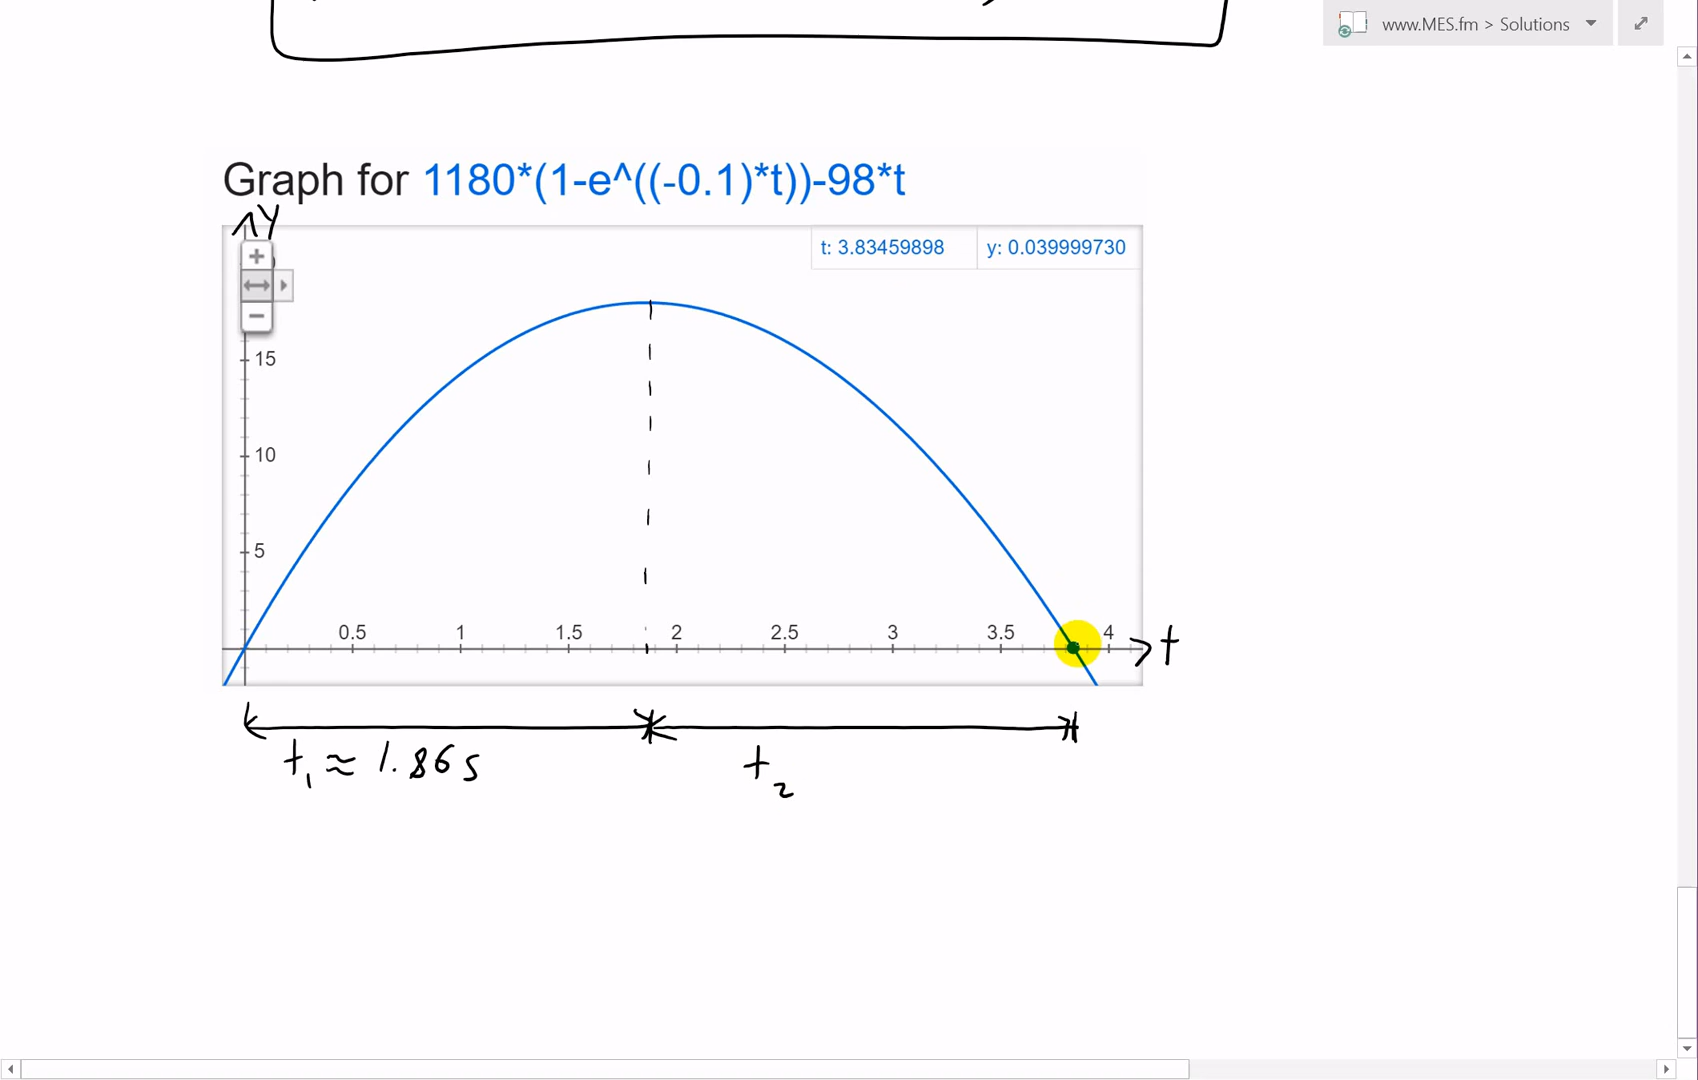 www.MES.fm > Solutions
Graph for 1180*(1-e^((-0.1)*t))-98*t
y
t: 3.83459898 y: 0.039999730
15
10
5
0.5 1 1.5 2 2.5 3 3.5 4
t
t₁ ≈ 1.86 s t₂